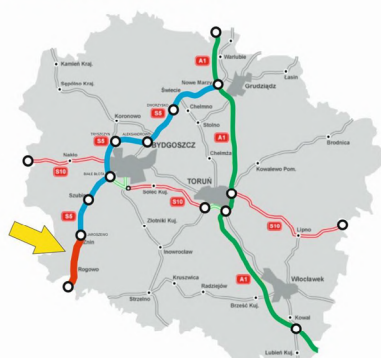 Warlubie
Kamień Kraj.
A1
Nowe Marzy
Łasin
Sępólno Kraj.
Świecie
Grudziądz
Chełmno
S5
Koronowo
Stolno
A1
S5
BYDGOSZCZ
Brodnica
Nakło
Chełmża
S10
Kowalewo Pom.
TORUŃ
Szubin
Solec Kuj.
S10
S5
Złotniki Kuj.
Lipno
S10
Żnin
Inowrocław
Rogowo
Kruszwica
A1
Włocławek
Radziejów
Strzelno
Brześć Kuj.
Kowal
Lubień Kuj.